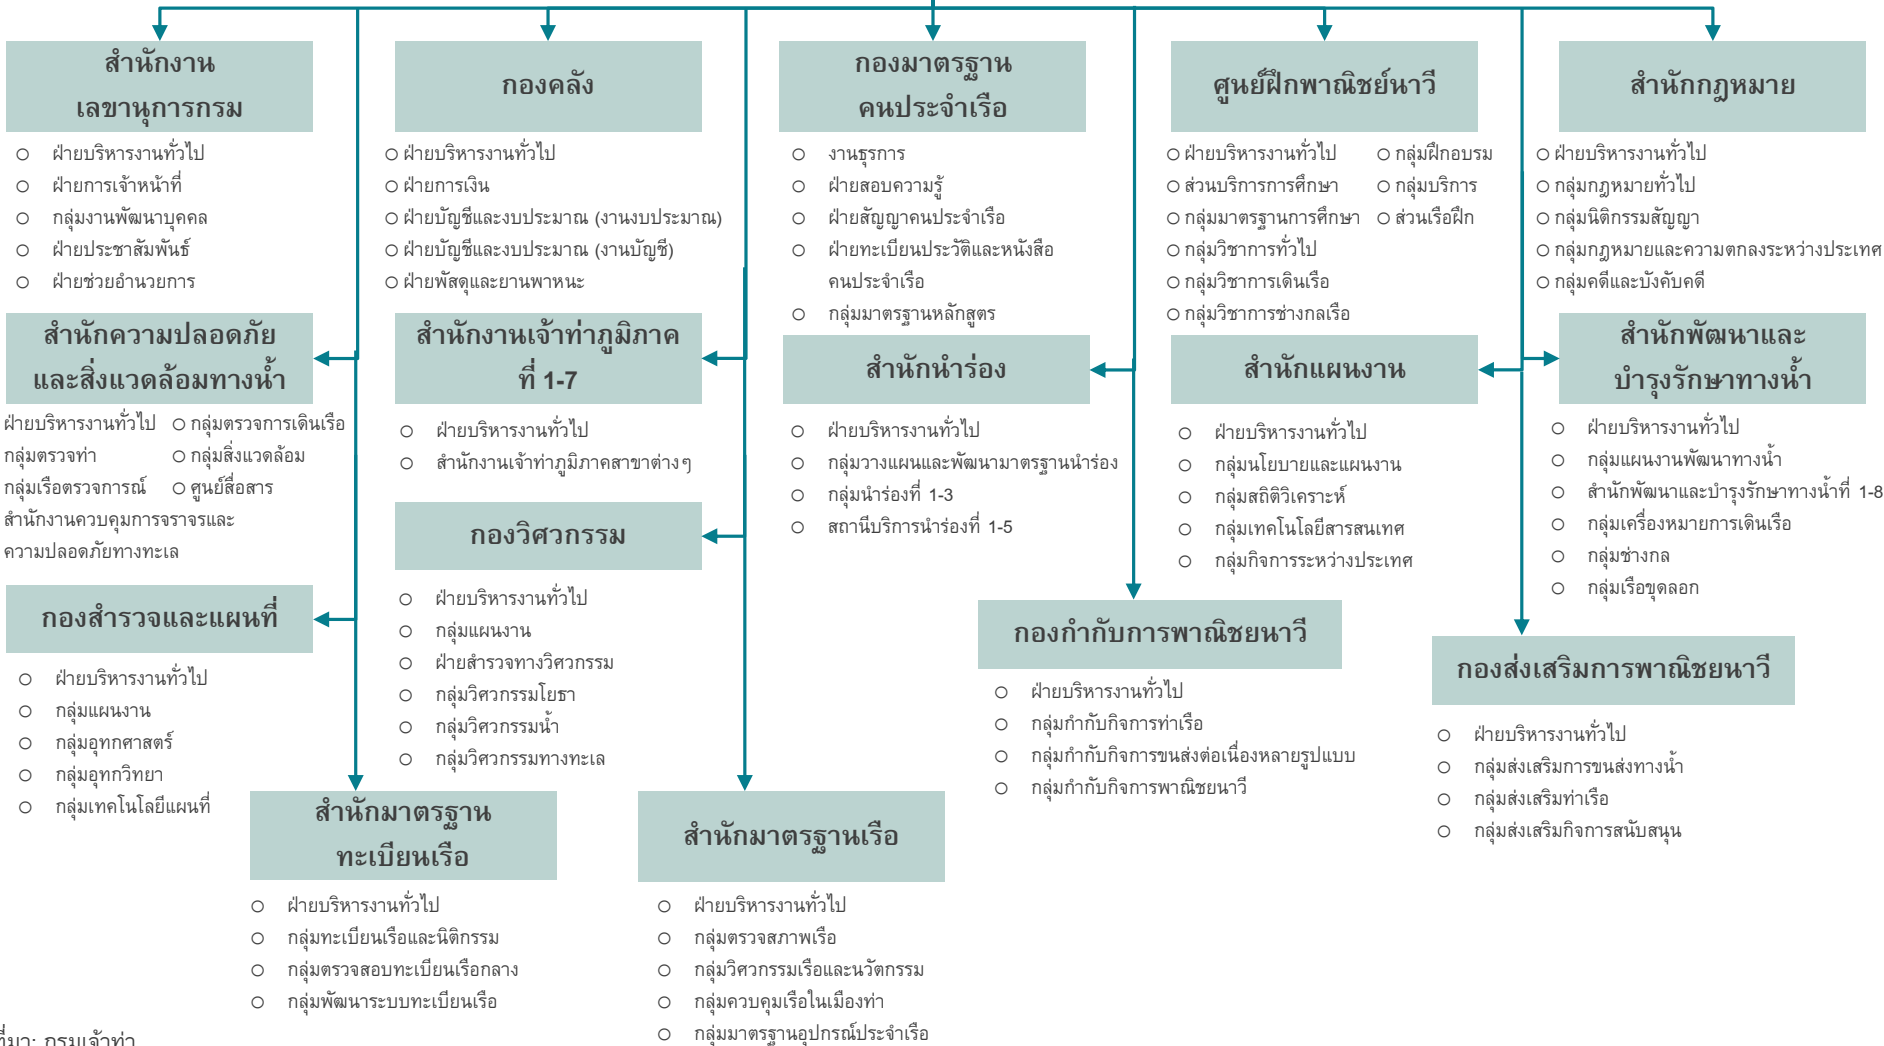 สำนักงาน
เลขานุการกรม
○ ฝ่ายบริหารงานทั่วไป
○ ฝ่ายการเจ้าหน้าที่
○ กลุ่มงานพัฒนาบุคคล
○ ฝ่ายประชาสัมพันธ์
○ ฝ่ายช่วยอำนวยการ
กองคลัง
○ ฝ่ายบริหารงานทั่วไป
○ ฝ่ายการเงิน
○ ฝ่ายบัญชีและงบประมาณ (งานงบประมาณ)
○ ฝ่ายบัญชีและงบประมาณ (งานบัญชี)
○ ฝ่ายพัสดุและยานพาหนะ
กองมาตรฐาน
คนประจำเรือ
○ งานธุรการ
○ ฝ่ายสอบความรู้
○ ฝ่ายสัญญาคนประจำเรือ
○ ฝ่ายทะเบียนประวัติและหนังสือ
คนประจำเรือ
○ กลุ่มมาตรฐานหลักสูตร
ศูนย์ฝึกพาณิชย์นาวี
○ ฝ่ายบริหารงานทั่วไป ○ กลุ่มฝึกอบรม
○ ส่วนบริการการศึกษา ○ กลุ่มบริการ
○ กลุ่มมาตรฐานการศึกษา ○ ส่วนเรือฝึก
○ กลุ่มวิชาการทั่วไป
○ กลุ่มวิชาการเดินเรือ
○ กลุ่มวิชาการช่างกลเรือ
สำนักกฎหมาย
○ ฝ่ายบริหารงานทั่วไป
○ กลุ่มกฎหมายทั่วไป
○ กลุ่มนิติกรรมสัญญา
○ กลุ่มกฎหมายและความตกลงระหว่างประเทศ
○ กลุ่มคดีและบังคับคดี
สำนักความปลอดภัย
และสิ่งแวดล้อมทางน้ำ
ฝ่ายบริหารงานทั่วไป ○ กลุ่มตรวจการเดินเรือ
กลุ่มตรวจท่า ○ กลุ่มสิ่งแวดล้อม
กลุ่มเรือตรวจการณ์ ○ ศูนย์สื่อสาร
สำนักงานควบคุมการจราจรและ
ความปลอดภัยทางทะเล
สำนักงานเจ้าท่าภูมิภาค
ที่ 1-7
○ ฝ่ายบริหารงานทั่วไป
○ สำนักงานเจ้าท่าภูมิภาคสาขาต่างๆ
สำนักนำร่อง
○ ฝ่ายบริหารงานทั่วไป
○ กลุ่มวางแผนและพัฒนามาตรฐานนำร่อง
○ กลุ่มนำร่องที่ 1-3
○ สถานีบริการนำร่องที่ 1-5
สำนักแผนงาน
○ ฝ่ายบริหารงานทั่วไป
○ กลุ่มนโยบายและแผนงาน
○ กลุ่มสถิติวิเคราะห์
○ กลุ่มเทคโนโลยีสารสนเทศ
○ กลุ่มกิจการระหว่างประเทศ
สำนักพัฒนาและ
บำรุงรักษาทางน้ำ
○ ฝ่ายบริหารงานทั่วไป
○ กลุ่มแผนงานพัฒนาทางน้ำ
○ สำนักพัฒนาและบำรุงรักษาทางน้ำที่ 1-8
○ กลุ่มเครื่องหมายการเดินเรือ
○ กลุ่มช่างกล
○ กลุ่มเรือขุดลอก
กองวิศวกรรม
○ ฝ่ายบริหารงานทั่วไป
○ กลุ่มแผนงาน
○ ฝ่ายสำรวจทางวิศวกรรม
○ กลุ่มวิศวกรรมโยธา
○ กลุ่มวิศวกรรมน้ำ
○ กลุ่มวิศวกรรมทางทะเล
กองสำรวจและแผนที่
○ ฝ่ายบริหารงานทั่วไป
○ กลุ่มแผนงาน
○ กลุ่มอุทกศาสตร์
○ กลุ่มอุทกวิทยา
○ กลุ่มเทคโนโลยีแผนที่
กองกำกับการพาณิชยนาวี
○ ฝ่ายบริหารงานทั่วไป
○ กลุ่มกำกับกิจการท่าเรือ
○ กลุ่มกำกับกิจการขนส่งต่อเนื่องหลายรูปแบบ
○ กลุ่มกำกับกิจการพาณิชยนาวี
กองส่งเสริมการพาณิชยนาวี
○ ฝ่ายบริหารงานทั่วไป
○ กลุ่มส่งเสริมการขนส่งทางน้ำ
○ กลุ่มส่งเสริมท่าเรือ
○ กลุ่มส่งเสริมกิจการสนับสนุน
สำนักมาตรฐาน
ทะเบียนเรือ
○ ฝ่ายบริหารงานทั่วไป
○ กลุ่มทะเบียนเรือและนิติกรรม
○ กลุ่มตรวจสอบทะเบียนเรือกลาง
○ กลุ่มพัฒนาระบบทะเบียนเรือ
สำนักมาตรฐานเรือ
○ ฝ่ายบริหารงานทั่วไป
○ กลุ่มตรวจสภาพเรือ
○ กลุ่มวิศวกรรมเรือและนวัตกรรม
○ กลุ่มควบคุมเรือในเมืองท่า
○ กลุ่มมาตรฐานอุปกรณ์ประจำเรือ
ที่มา: กรมเจ้าท่า